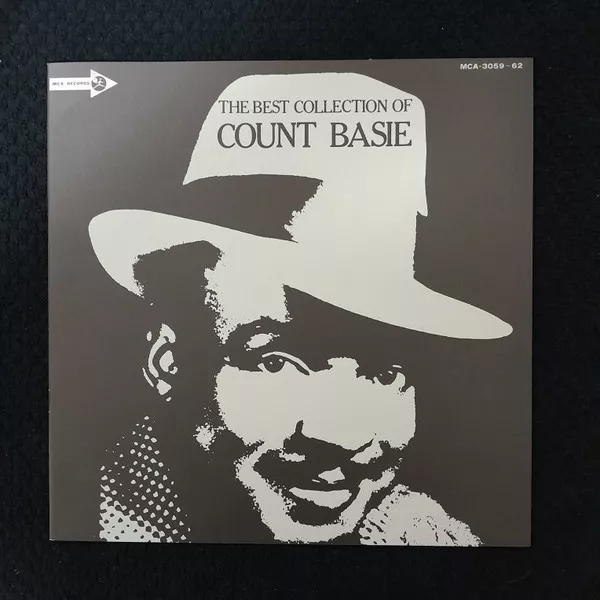 MCA RECORDS
MCA-3059~62
THE BEST COLLECTION OF
COUNT BASIE